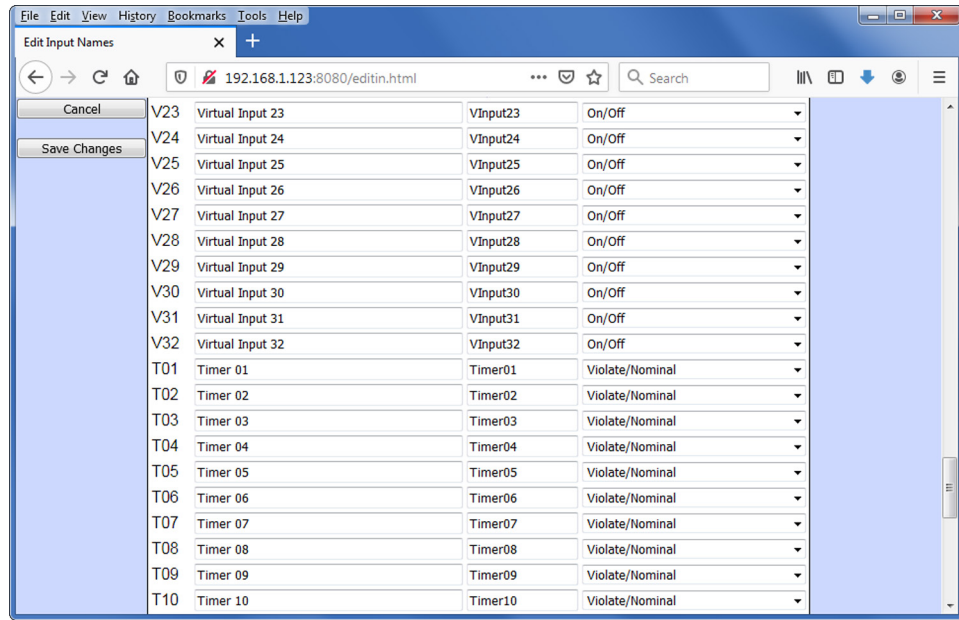 File Edit View History Bookmarks Tools Help
Edit Input Names
192.168.1.123:8080/editin.html Search
Cancel
Save Changes
V23 Virtual Input 23 VInput23 On/Off
V24 Virtual Input 24 VInput24 On/Off
V25 Virtual Input 25 VInput25 On/Off
V26 Virtual Input 26 VInput26 On/Off
V27 Virtual Input 27 VInput27 On/Off
V28 Virtual Input 28 VInput28 On/Off
V29 Virtual Input 29 VInput29 On/Off
V30 Virtual Input 30 VInput30 On/Off
V31 Virtual Input 31 VInput31 On/Off
V32 Virtual Input 32 VInput32 On/Off
T01 Timer 01 Timer01 Violate/Nominal
T02 Timer 02 Timer02 Violate/Nominal
T03 Timer 03 Timer03 Violate/Nominal
T04 Timer 04 Timer04 Violate/Nominal
T05 Timer 05 Timer05 Violate/Nominal
T06 Timer 06 Timer06 Violate/Nominal
T07 Timer 07 Timer07 Violate/Nominal
T08 Timer 08 Timer08 Violate/Nominal
T09 Timer 09 Timer09 Violate/Nominal
T10 Timer 10 Timer10 Violate/Nominal